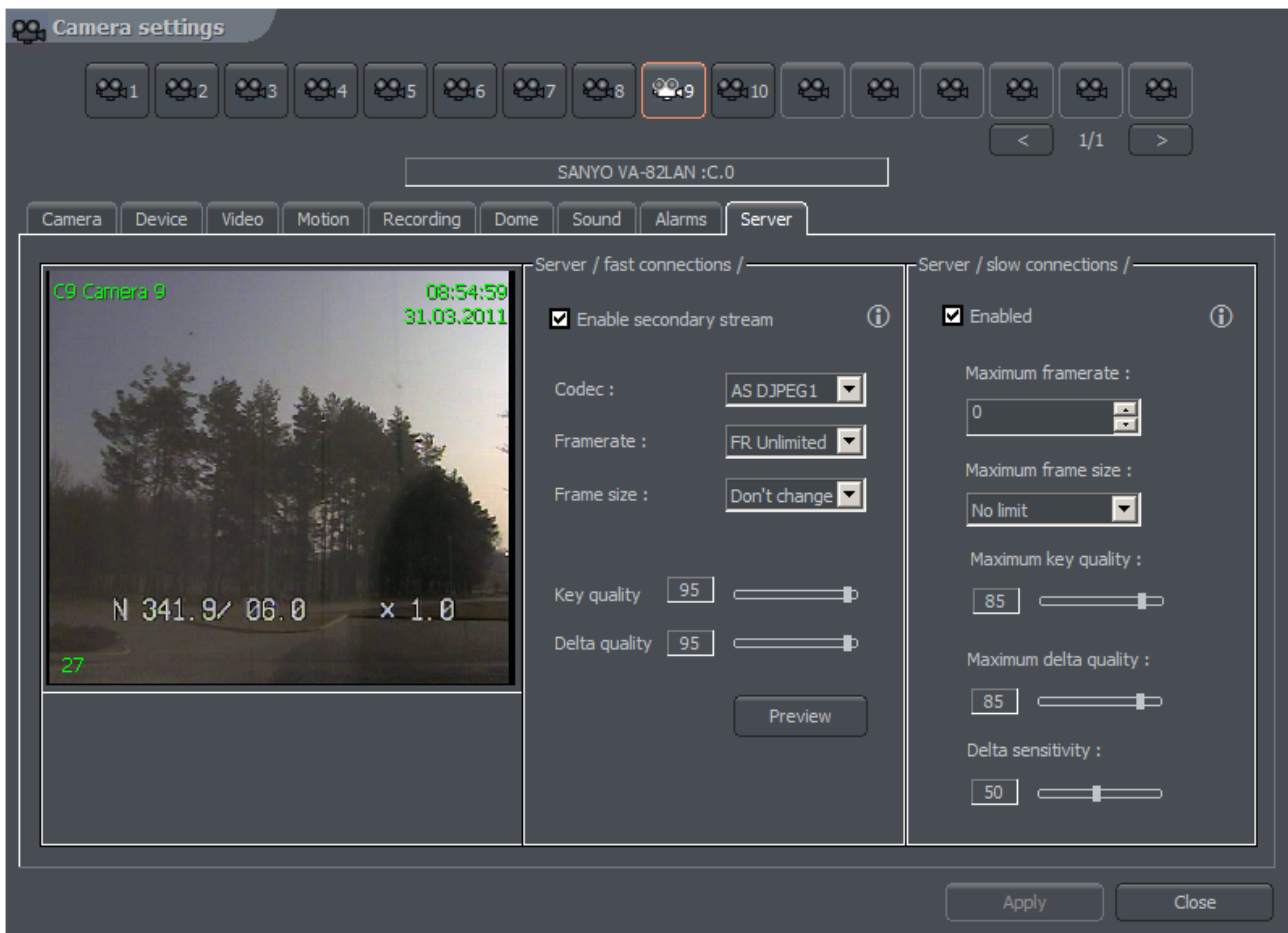 Camera settings
1 2 3 4 5 6 7 8 9 10
< 1/1 >
SANYO VA-82LAN :C.0
Camera Device Video Motion Recording Dome Sound Alarms Server
C9 Camera 9 08:54:59
31.03.2011
N 341.9/ 06.0 x 1.0
27
Server / fast connections /
Enable secondary stream
Codec : AS DJPEG1
Framerate : FR Unlimited
Frame size : Don't change
Key quality 95
Delta quality 95
Preview
Server / slow connections /
Enabled
Maximum framerate :
0
Maximum frame size :
No limit
Maximum key quality :
85
Maximum delta quality :
85
Delta sensitivity :
50
Apply Close